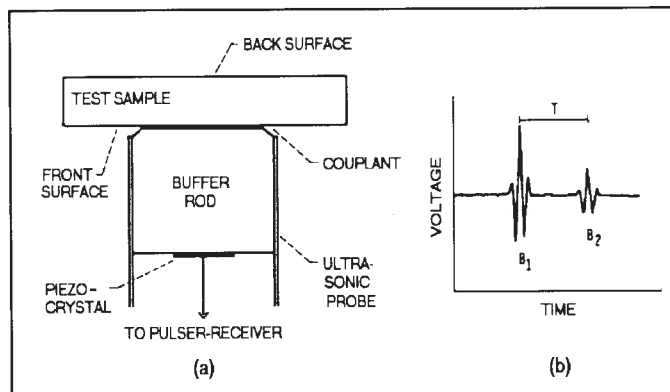 BACK SURFACE
TEST SAMPLE
COUPLANT
FRONT
SURFACE
BUFFER
ROD
PIEZO-
CRYSTAL
ULTRA-
SONIC
PROBE
TO PULSER-RECEIVER
(a)
VOLTAGE
T
B1
B2
TIME
(b)